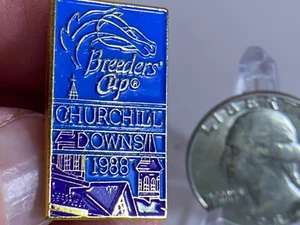 Breeders'
Cup®
CHURCHILL
DOWNS
1988
LIBERTY